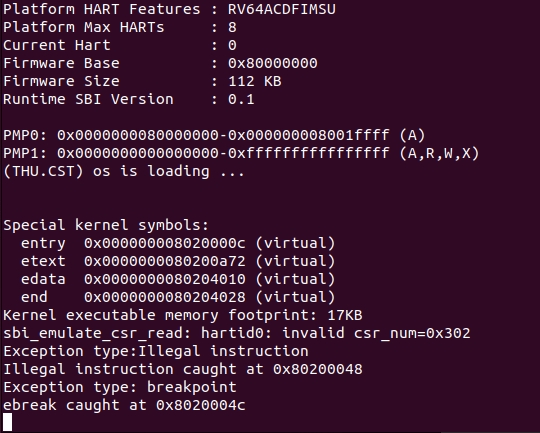 Platform HART Features : RV64ACDFIMSU
Platform Max HARTs     : 8
Current Hart           : 0
Firmware Base          : 0x80000000
Firmware Size          : 112 KB
Runtime SBI Version    : 0.1

PMP0: 0x0000000080000000-0x000000008001ffff (A)
PMP1: 0x0000000000000000-0xffffffffffffffff (A,R,W,X)
(THU.CST) os is loading ...


Special kernel symbols:
  entry  0x000000008020000c (virtual)
  etext  0x0000000080200a72 (virtual)
  edata  0x0000000080204010 (virtual)
  end    0x0000000080204028 (virtual)
Kernel executable memory footprint: 17KB
sbi_emulate_csr_read: hartid0: invalid csr_num=0x302
Exception type:Illegal instruction
Illegal instruction caught at 0x80200048
Exception type: breakpoint
ebreak caught at 0x8020004c